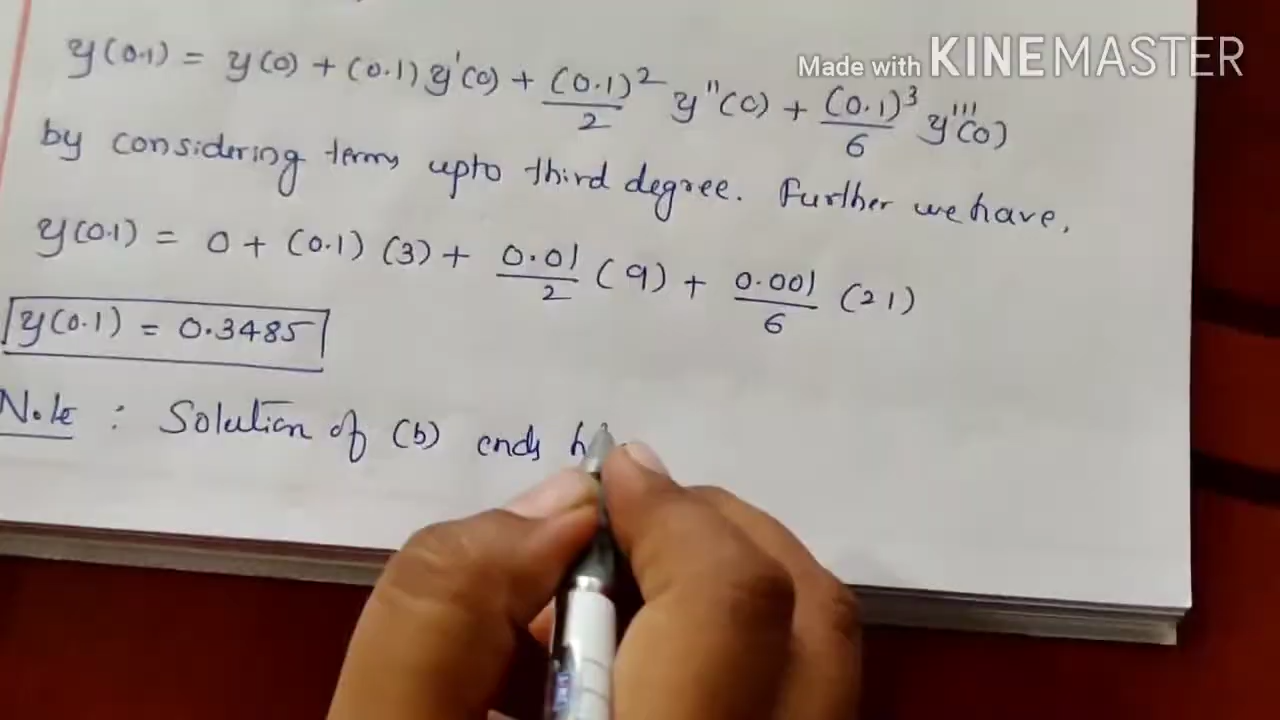 Made with KINEMASTER
y(0.1) = y(0) + (0.1) y'(0) + (0.1)²/2 y''(0) + (0.1)³/6 y'''(0)
by considering terms upto third degree. Further we have,
y(0.1) = 0 + (0.1) (3) + 0.01/2 (9) + 0.001/6 (21)
y(0.1) = 0.3485
Note : Solution of (b) ends